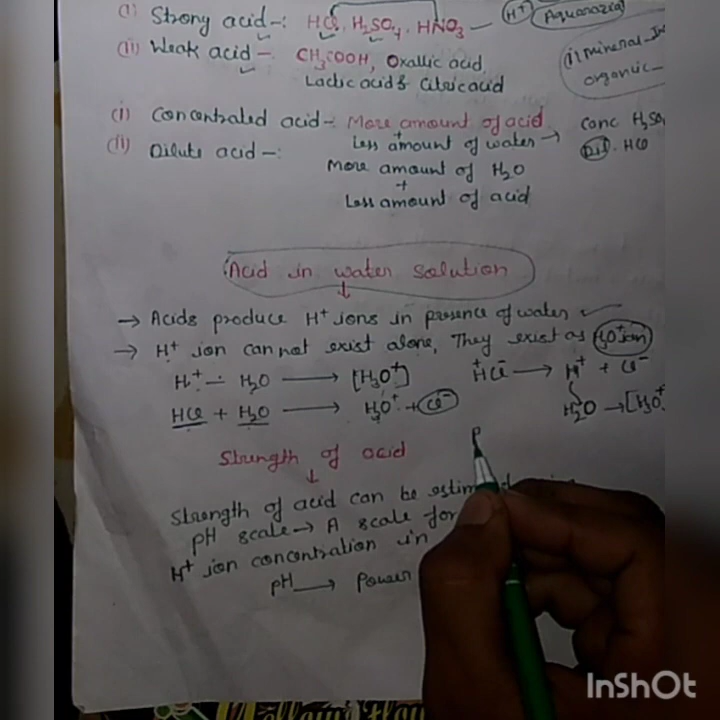 (i) Strong acid -: HCl, H₂SO₄, HNO₃ — (H⁺)
(ii) Weak acid -. CH₃COOH, Oxallic acid,
Lactic acid & Citric acid
(i) mineral-
organic-
(i) Concentrated acid -: More amount of acid
+
Less amount of water → Conc H₂SO₄
(ii) Dilute acid -: Dil. HCl
More amount of H₂O
+
Less amount of acid
Acid in water solution
↓
→ Acids produce H⁺ ions in presence of water
→ H⁺ ion can not exist alone, They exist as H₃O⁺ ion
H⁺ - H₂O → [H₃O⁺]
HCl → H⁺ + Cl⁻
HCl + H₂O → H₃O⁺ + Cl⁻
H₂O → [H₃O⁺
Strength of acid
↓
Strength of acid can be
pH scale → A scale for
H⁺ ion concentration in
pH → Power
InShOt